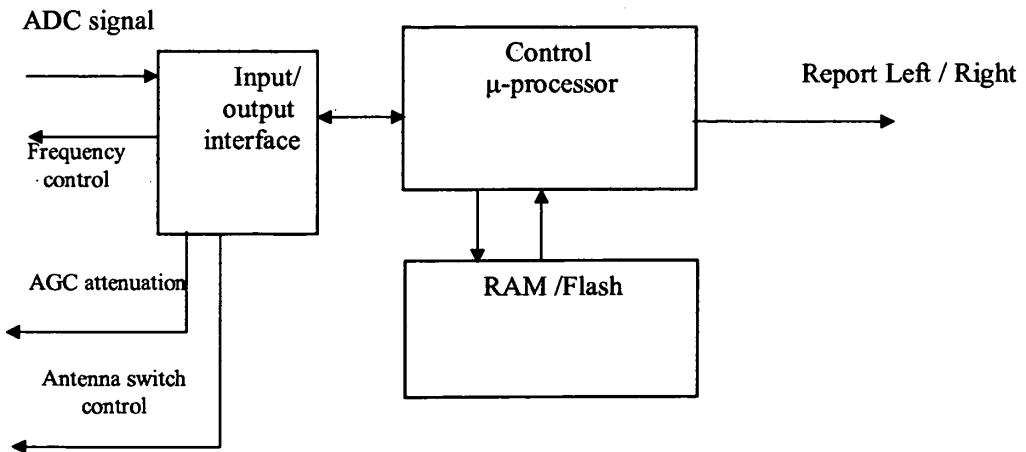 ADC signal
Input/
output
interface
Control
μ-processor
Report Left / Right
Frequency
control
AGC attenuation
RAM /Flash
Antenna switch
control